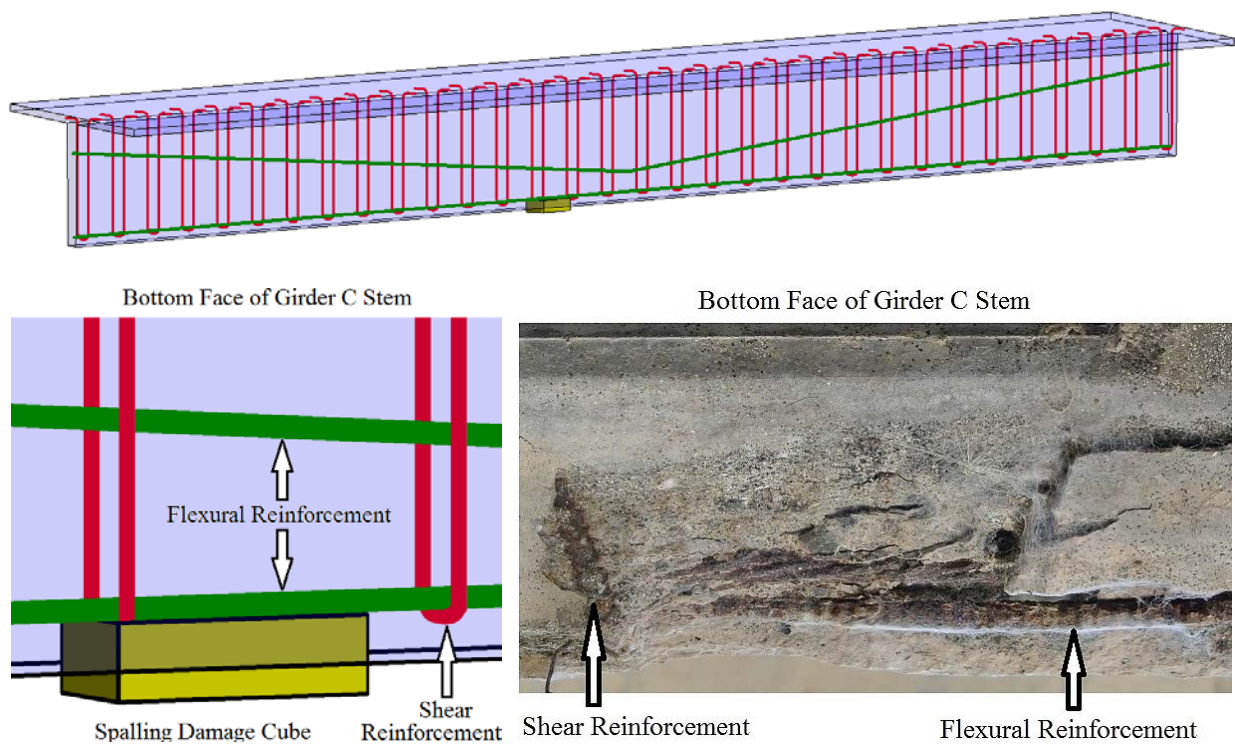 Bottom Face of Girder C Stem
Bottom Face of Girder C Stem
Flexural Reinforcement
Spalling Damage Cube
Shear
Reinforcement
Shear Reinforcement
Flexural Reinforcement